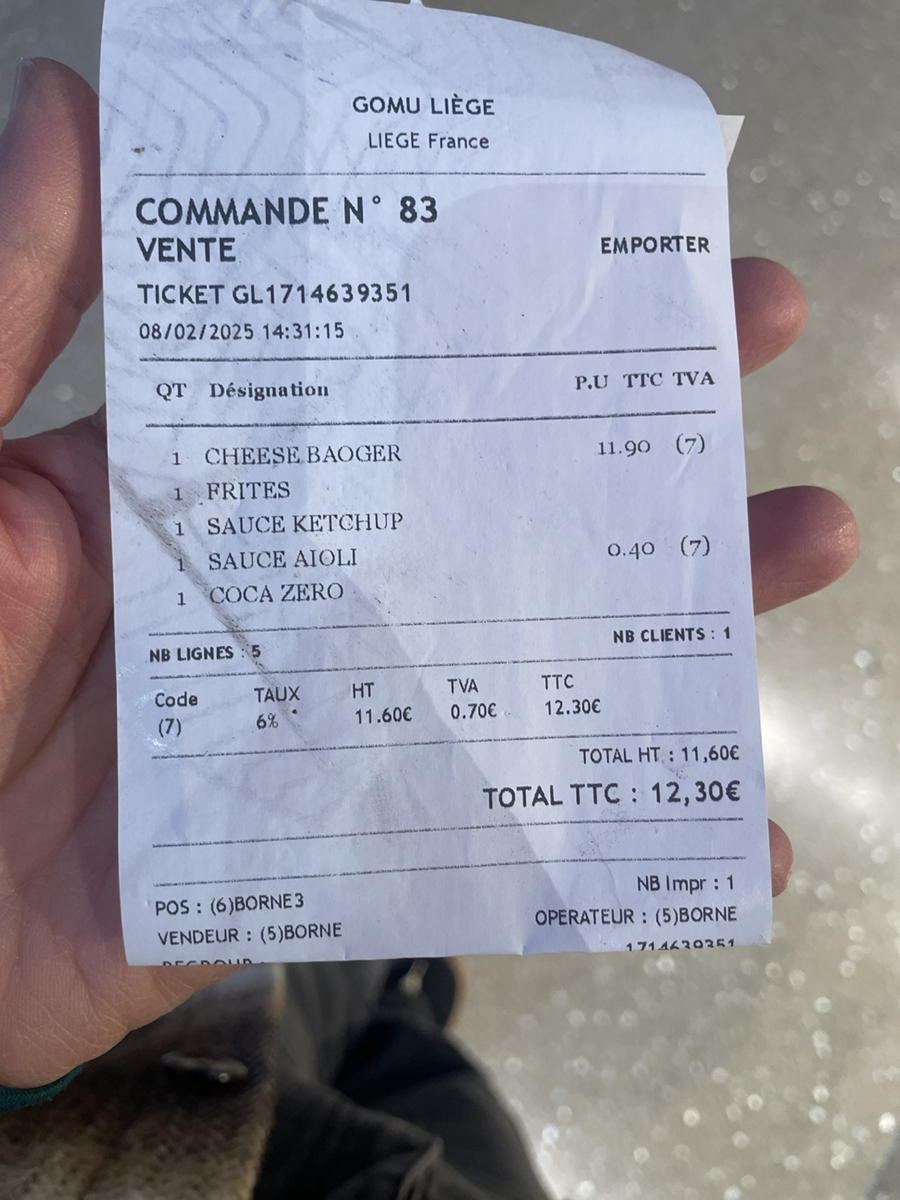 GOMU LIÈGE
LIEGE France
COMMANDE N° 83
VENTE EMPORTER
TICKET GL1714639351
08/02/2025 14:31:15
QT Désignation P.U TTC TVA
1 CHEESE BAOGER 11.90 (7)
1 FRITES
1 SAUCE KETCHUP
1 SAUCE AIOLI 0.40 (7)
1 COCA ZERO
NB LIGNES : 5 NB CLIENTS : 1
Code TAUX HT TVA TTC
(7) 6% 11.60€ 0.70€ 12.30€
TOTAL HT : 11,60€
TOTAL TTC : 12,30€
NB Impr : 1
POS : (6)BORNE3
OPERATEUR : (5)BORNE
VENDEUR : (5)BORNE
1714639351